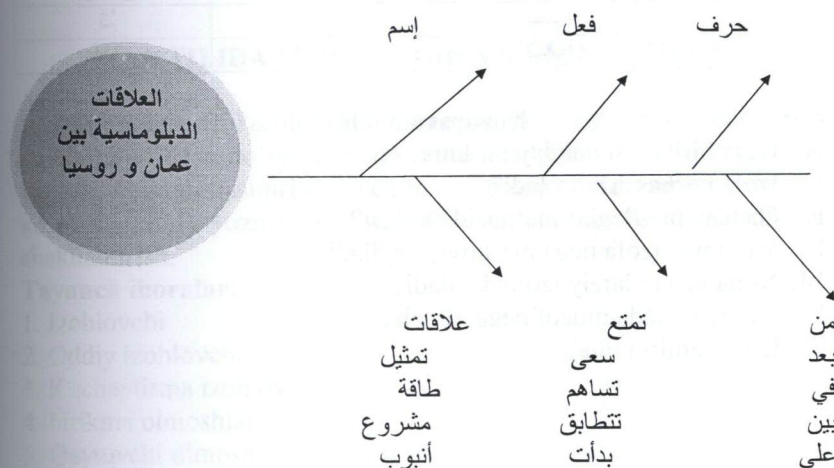 حرف فعل إسم
العلاقات
الدبلوماسية بين
عمان و روسيا
من تمتع علاقات
بعد سعى تمثيل
في تساهم طاقة
بين تتطابق مشروع
على بدأت أنبوب